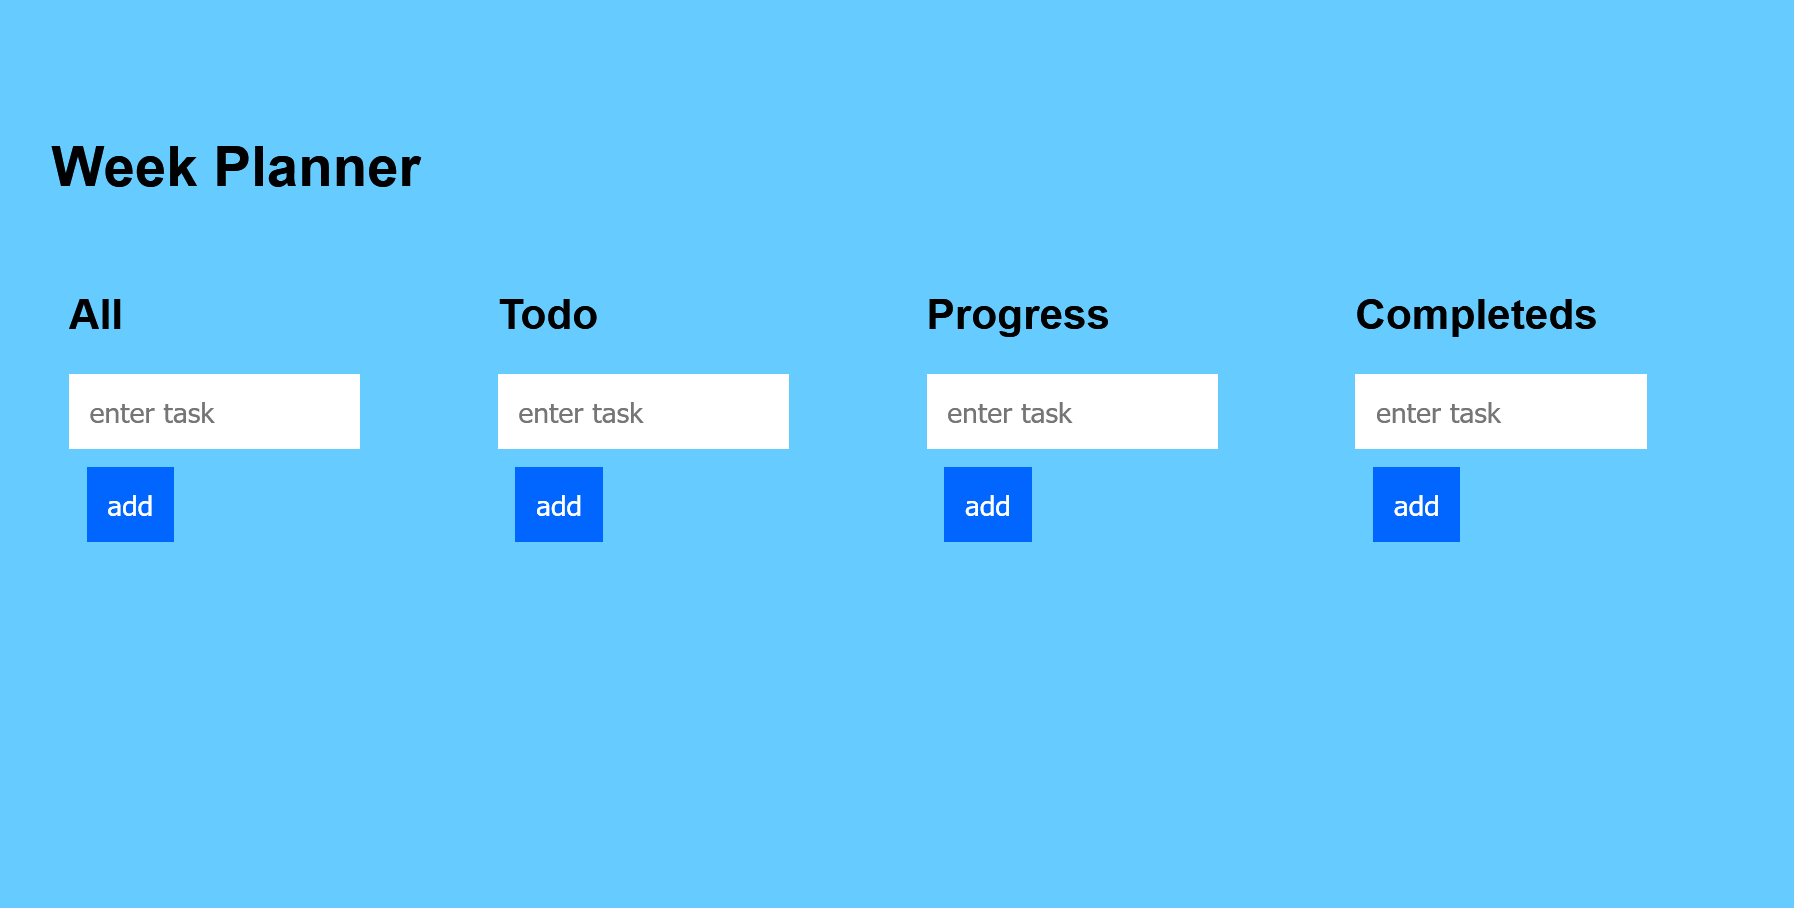 Week Planner
All Todo Progress Completeds
enter task enter task enter task enter task
add add add add